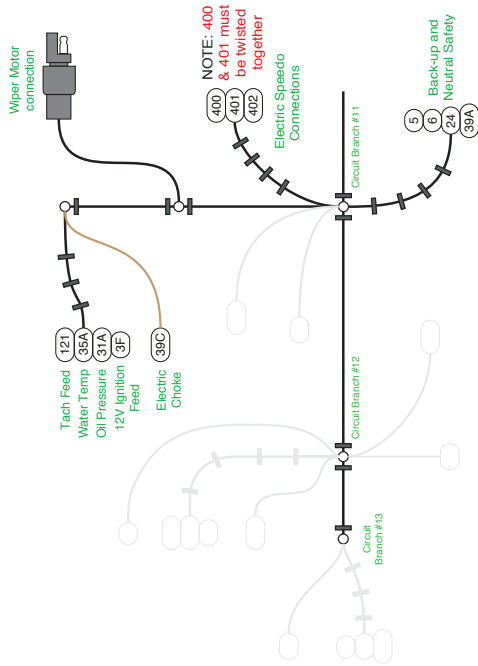 Wiper Motor
connection
NOTE: 400
& 401 must
be twisted
together
400
401
402
Electric Speedo
Connections
Circuit Branch #11
Back-up and
Neutral Safety
5
6
24
39A
121
35A
31A
3F
Tach Feed
Water Temp
Oil Pressure
12V Ignition
Feed
39C
Electric
Choke
Circuit Branch #12
Circuit
Branch #13